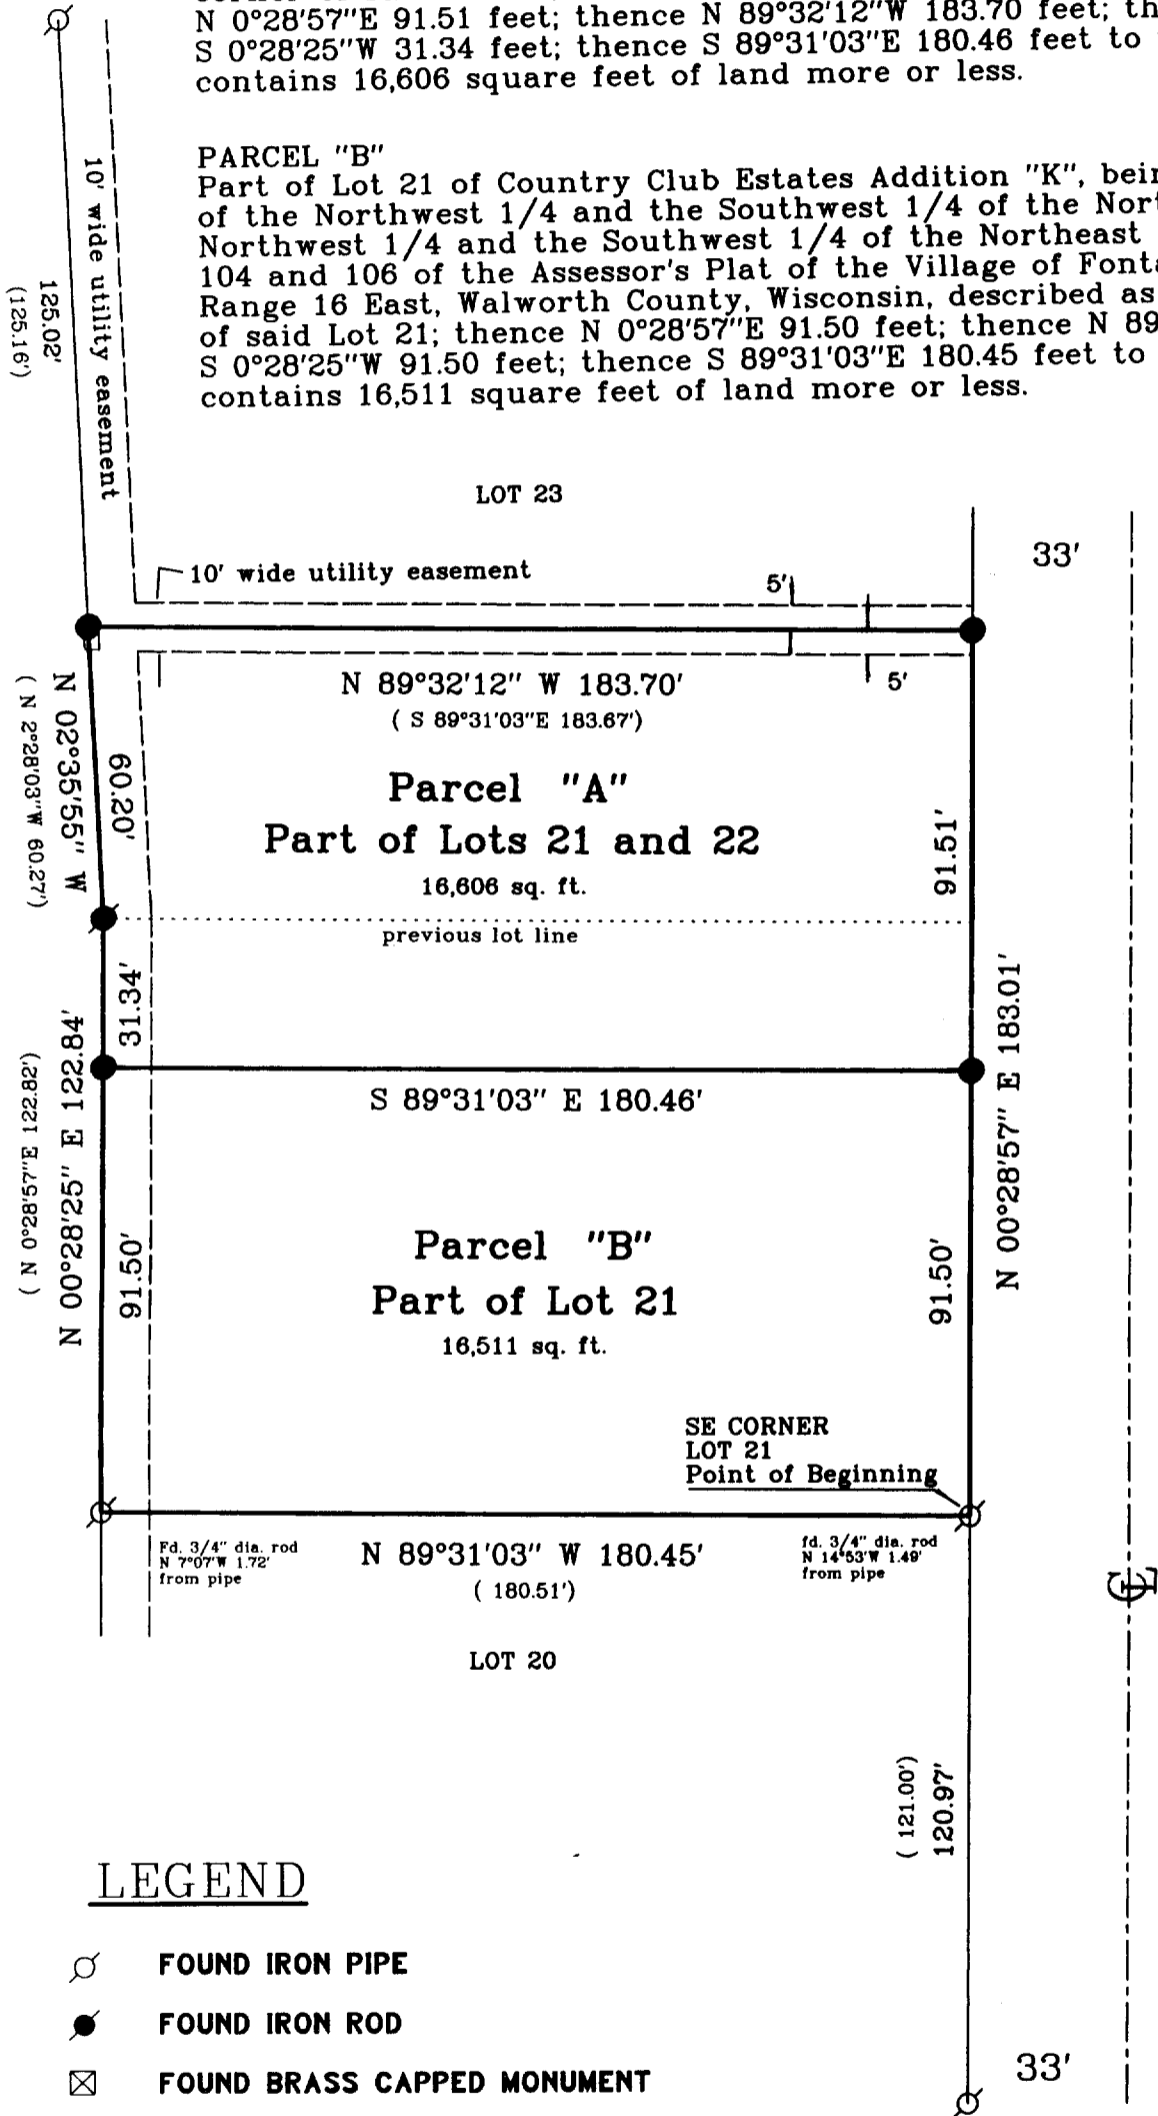 N 0°28'57"E 91.51 feet; thence N 89°32'12"W 183.70 feet; th
S 0°28'25"W 31.34 feet; thence S 89°31'03"E 180.46 feet to
contains 16,606 square feet of land more or less.
PARCEL "B"
Part of Lot 21 of Country Club Estates Addition "K", bei
of the Northwest 1/4 and the Southwest 1/4 of the Nor
Northwest 1/4 and the Southwest 1/4 of the Northeast
104 and 106 of the Assessor's Plat of the Village of Font
Range 16 East, Walworth County, Wisconsin, described as
of said Lot 21; thence N 0°28'57"E 91.50 feet; thence N 89
S 0°28'25"W 91.50 feet; thence S 89°31'03"E 180.45 feet to
contains 16,511 square feet of land more or less.
10' wide utility easement
125.02'
(125.16')
LOT 23
33'
10' wide utility easement
5'
5'
N 89°32'12" W 183.70'
( S 89°31'03"E 183.67')
N 02°35'55" W
60.20'
( N 2°28'03"W 60.27')
Parcel "A"
Part of Lots 21 and 22
16,606 sq. ft.
91.51'
previous lot line
31.34'
N 00°28'25" E 122.84'
( N 0°28'57"E 122.82')
N 00°28'57" E 183.01'
S 89°31'03" E 180.46'
91.50'
Parcel "B"
Part of Lot 21
16,511 sq. ft.
91.50'
SE CORNER
LOT 21
Point of Beginning
Fd. 3/4" dia. rod
N 7°07'W 1.72'
from pipe
N 89°31'03" W 180.45'
( 180.51')
fd. 3/4" dia. rod
N 14°53'W 1.49'
from pipe
LOT 20
( 121.00')
120.97'
LEGEND
FOUND IRON PIPE
FOUND IRON ROD
FOUND BRASS CAPPED MONUMENT
33'